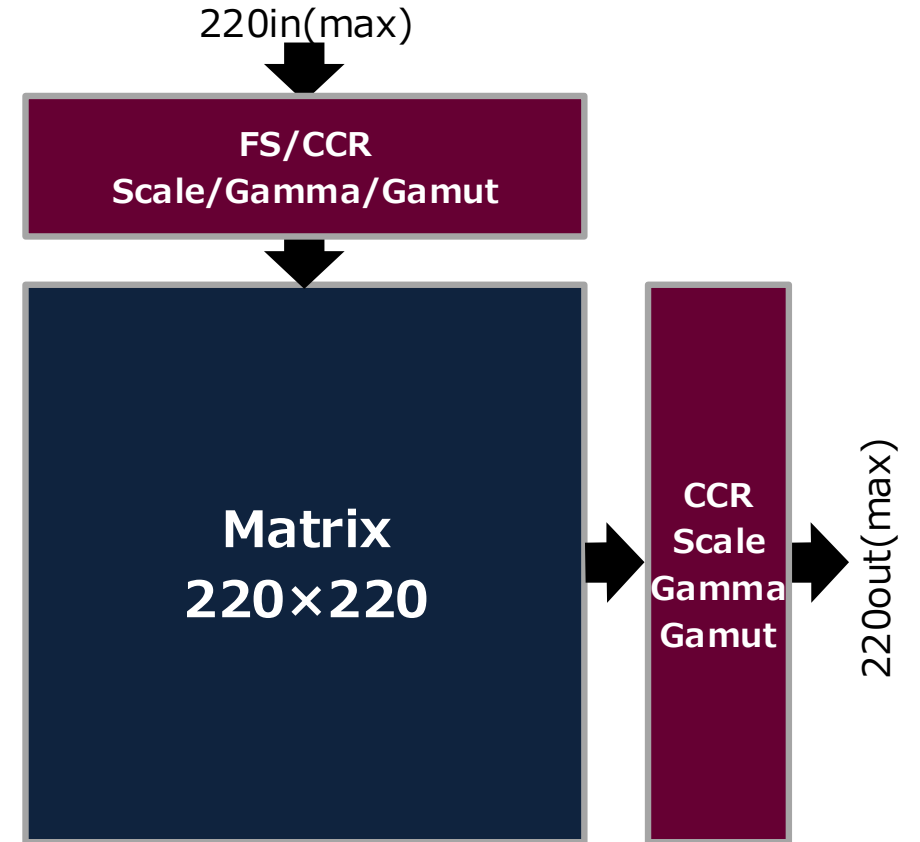 220in(max)
FS/CCR
Scale/Gamma/Gamut
Matrix
220×220
CCR
Scale
Gamma
Gamut
220out(max)